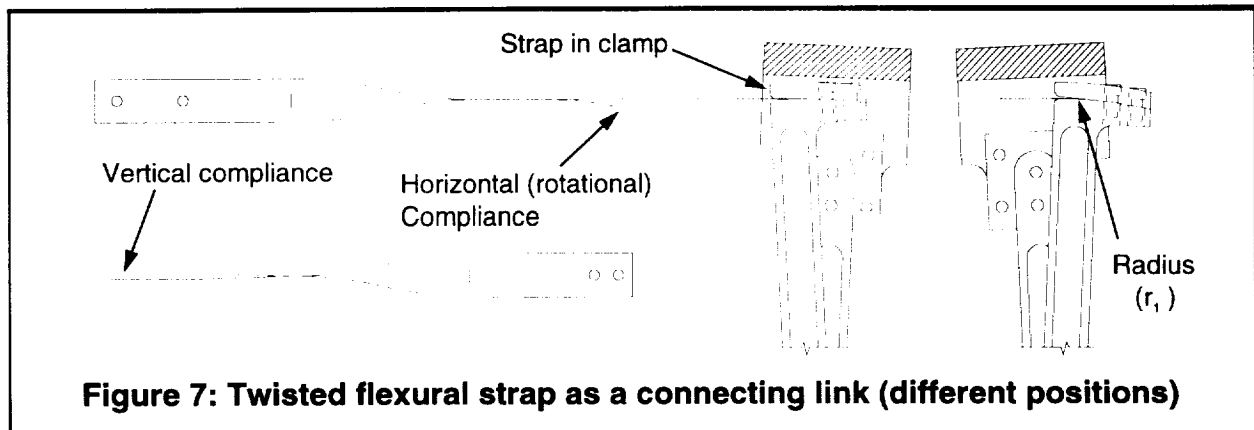 Strap in clamp
Vertical compliance
Horizontal (rotational)
Compliance
Radius
(r₁ )
Figure 7: Twisted flexural strap as a connecting link (different positions)